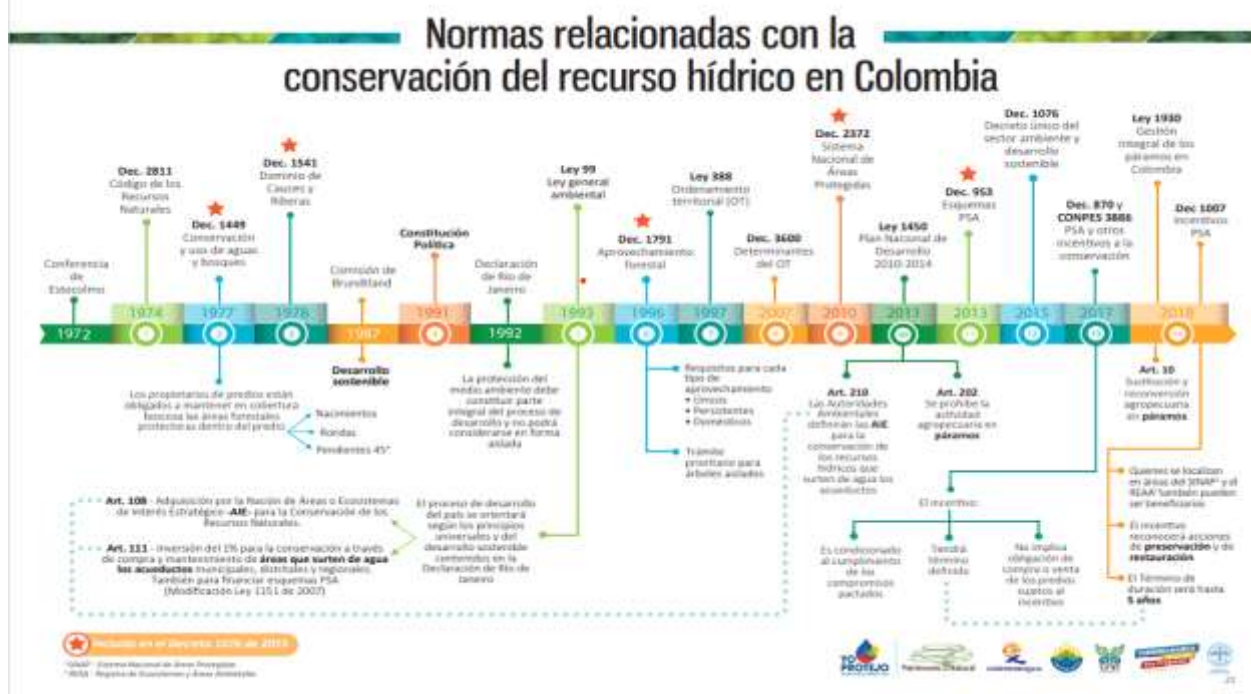 Normas relacionadas con la
conservación del recurso hídrico en Colombia
Conferencia
de
Estocolmo
1972
Dec. 2811
Código de los
Recursos
Naturales
1974
Dec. 1449
Conservación
y uso de aguas
y bosques
1977
Los propietarios de predios están
obligados a mantener en cobertura
boscosa las áreas forestales
protectoras dentro del predio
Nacimientos
Rondas
Pendientes 45°
Dec. 1541
Dominio de
Cauces y
Riberas
1978
Comisión de
Brundtland
1987
Desarrollo
sostenible
Constitución
Política
1991
Declaración
de Río de
Janeiro
1992
La protección del
medio ambiente debe
constituir parte
integral del proceso de
desarrollo y no podrá
considerarse en forma
aislada
Ley 99
Ley general
ambiental
1993
El proceso de desarrollo
del país se orientará
según los principios
universales y del
desarrollo sostenible
contenidos en la
Declaración de Río de
Janeiro
Art. 108 - Adquisición por la Nación de Áreas o Ecosistemas
de Interés Estratégico -AIE- para la Conservación de los
Recursos Naturales.
Art. 111 - Inversión del 1% para la conservación a través
de compra y mantenimiento de áreas que surten de agua
los acueductos municipales, distritales y regionales.
También para financiar esquemas PSA
(Modificación Ley 1151 de 2007)
Dec. 1791
Aprovechamiento
forestal
1996
Requisitos para cada
tipo de
aprovechamiento
+ Únicos
+ Persistentes
+ Domésticos
Trámite
prioritario para
árboles aislados
Ley 388
Ordenamiento
territorial (OT)
1997
Dec. 3600
Determinantes
del OT
2007
Dec. 2372
Sistema
Nacional de
Áreas
Protegidas
2010
Ley 1450
Plan Nacional de
Desarrollo
2010-2014
2011
Art. 210
Las Autoridades
Ambientales
definirán las AIE
para la
conservación de
los recursos
hídricos que
surten de agua los
acueductos
Art. 202
Se prohíbe la
actividad
agropecuaria en
páramos
Dec. 953
Esquemas
PSA
2013
Dec. 1076
Decreto único del
sector ambiente y
desarrollo
sostenible
2015
Dec. 870 y
CONPES 3886
PSA y otros
incentivos a la
conservación
2017
El incentivo:
Es condicionado
al cumplimiento
de los
compromisos
pactados
Tendrá
término
definido
No implica
obligación de
compra o venta
de los predios
sujetos al
incentivo
Ley 1930
Gestión
Integral de los
páramos en
Colombia
Dec 1007
Incentivos
PSA
2018
Art. 10
Sustitución y
reconversión
agropecuaria
en páramos
Quienes se localizan
en áreas del SINAP¹ y el
REAA² también pueden
ser beneficiarios
El incentivo
reconocerá acciones
de preservación y de
restauración
El Término de
duración será hasta
5 años
Incluido en el decreto 1076 de 2015
¹ SINAP : Sistema Nacional de Áreas Protegidas
² REAA : Registro de Ecosistemas y Áreas Ambientales
YO
PROTEJO